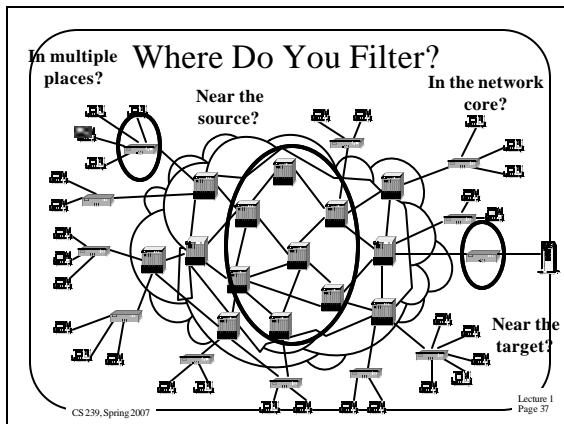 Where Do You Filter?
In multiple
places?
Near the
source?
In the network
core?
Near the
target?
CS 239, Spring 2007
Lecture 1
Page 37